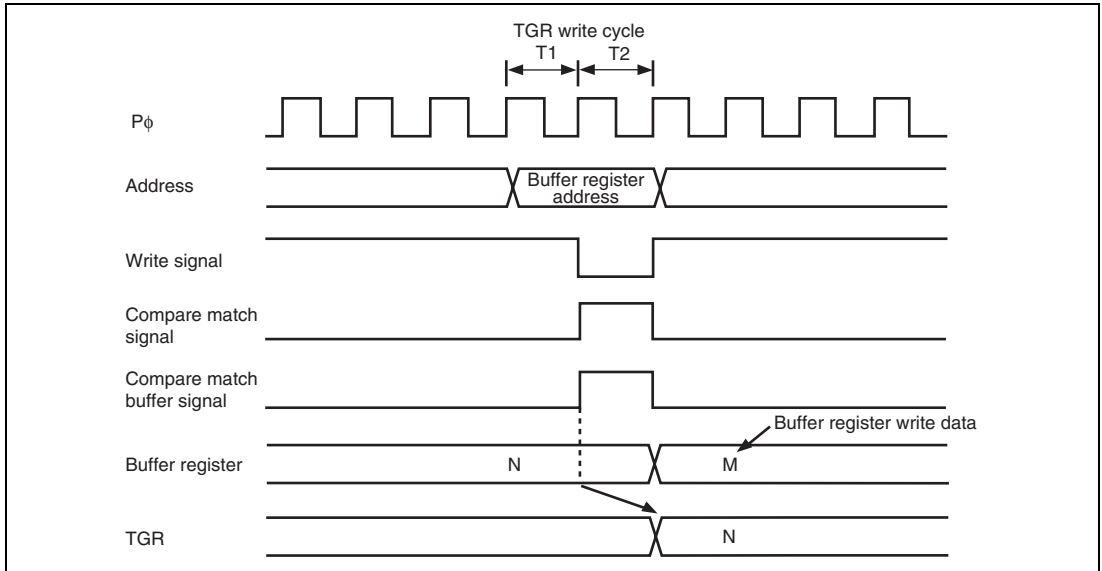 TGR write cycle
T1 T2
Pϕ
Address
Buffer register
address
Write signal
Compare match
signal
Compare match
buffer signal
Buffer register write data
Buffer register N M
TGR N